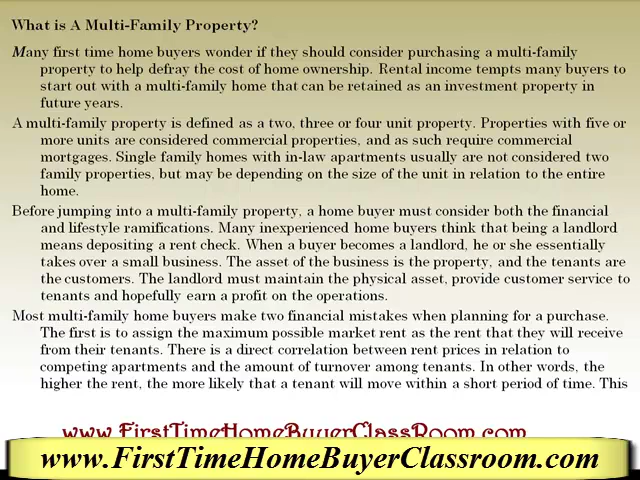 What is A Multi-Family Property?
Many first time home buyers wonder if they should consider purchasing a multi-family
property to help defray the cost of home ownership. Rental income tempts many buyers to
start out with a multi-family home that can be retained as an investment property in
future years.
A multi-family property is defined as a two, three or four unit property. Properties with five or
more units are considered commercial properties, and as such require commercial
mortgages. Single family homes with in-law apartments usually are not considered two
family properties, but may be depending on the size of the unit in relation to the entire
home.
Before jumping into a multi-family property, a home buyer must consider both the financial
and lifestyle ramifications. Many inexperienced home buyers think that being a landlord
means depositing a rent check. When a buyer becomes a landlord, he or she essentially
takes over a small business. The asset of the business is the property, and the tenants are
the customers. The landlord must maintain the physical asset, provide customer service to
tenants and hopefully earn a profit on the operations.
Most multi-family home buyers make two financial mistakes when planning for a purchase.
The first is to assign the maximum possible market rent as the rent that they will receive
from their tenants. There is a direct correlation between rent prices in relation to
competing apartments and the amount of turnover among tenants. In other words, the
higher the rent, the more likely that a tenant will move within a short period of time. This
www.FirstTimeHomeBuyerClassRoom.com
www.FirstTimeHomeBuyerClassroom.com